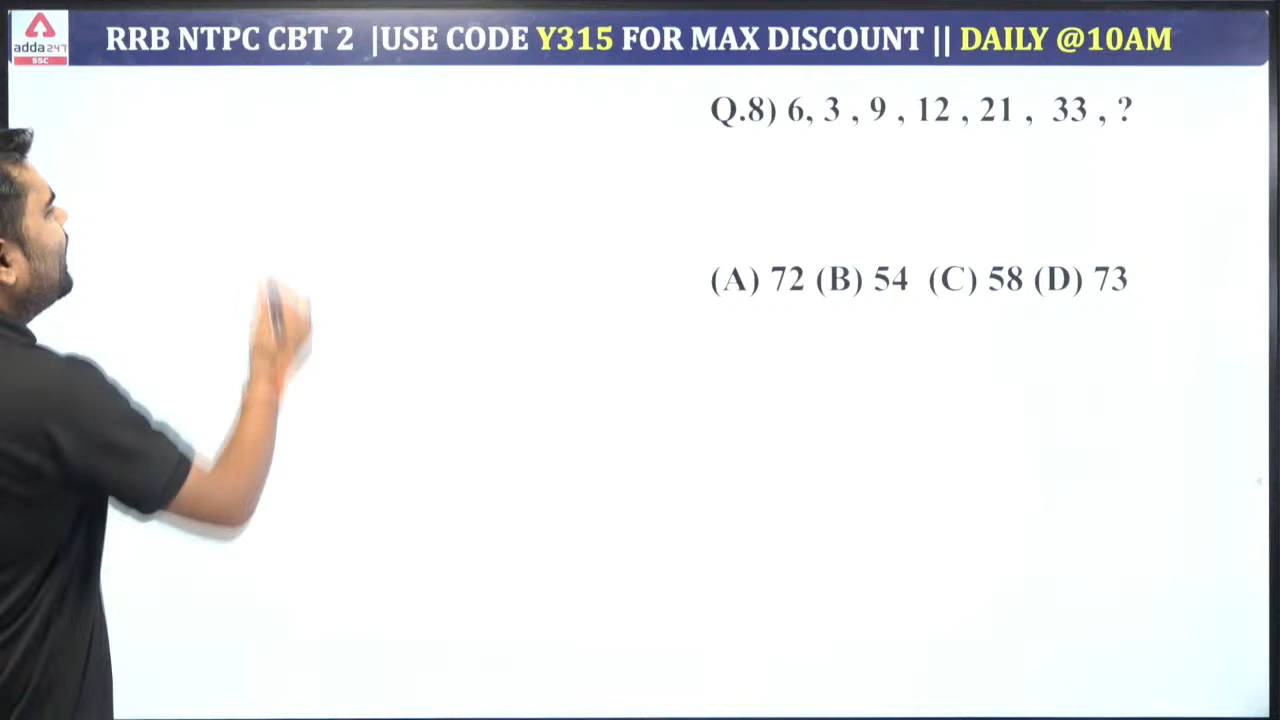 RRB NTPC CBT 2 |USE CODE Y315 FOR MAX DISCOUNT || DAILY @10AM
adda247
SSC
Q.8) 6, 3 , 9 , 12 , 21 , 33 , ?
(A) 72 (B) 54 (C) 58 (D) 73